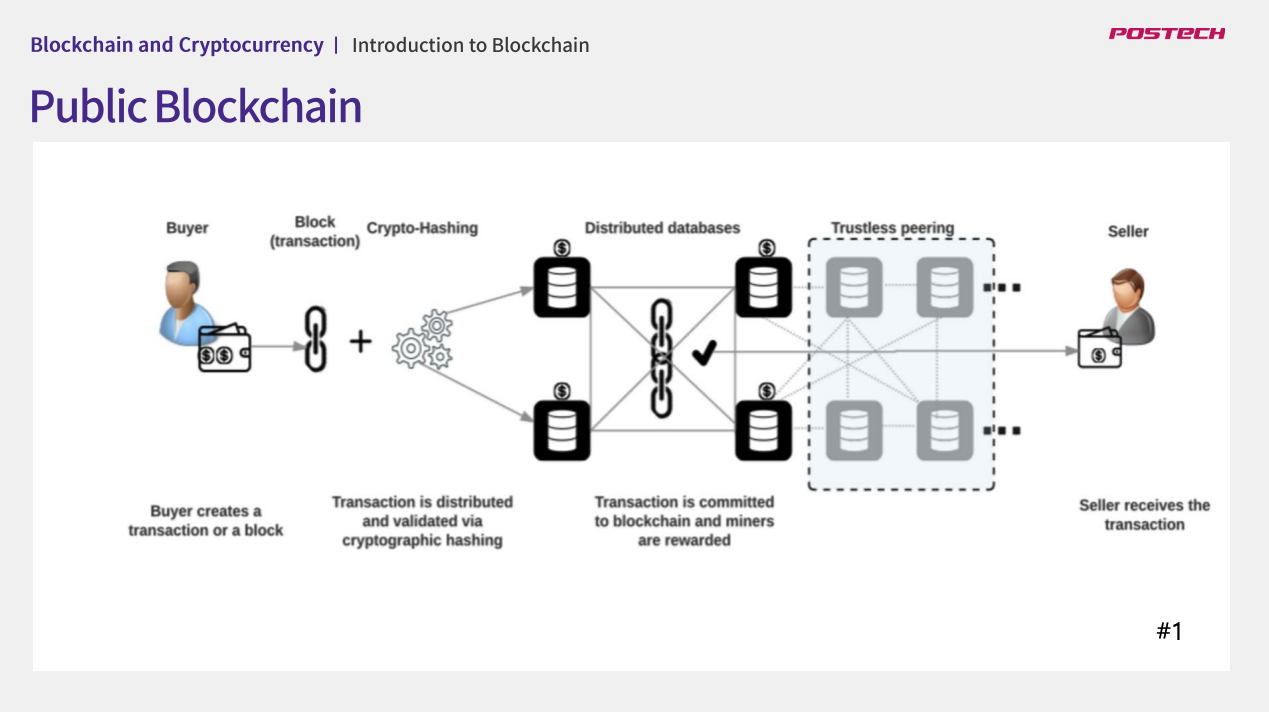 Blockchain and Cryptocurrency | Introduction to Blockchain
POSTECH
Public Blockchain
Buyer
Block
(transaction)
Crypto-Hashing
Distributed databases
Trustless peering
Seller
Buyer creates a
transaction or a block
Transaction is distributed
and validated via
cryptographic hashing
Transaction is committed
to blockchain and miners
are rewarded
Seller receives the
transaction
#1